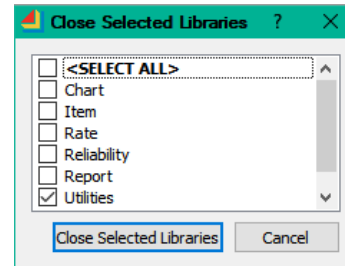 Close Selected Libraries ? ×
<SELECT ALL>
Chart
Item
Rate
Reliability
Report
Utilities
Close Selected Libraries Cancel